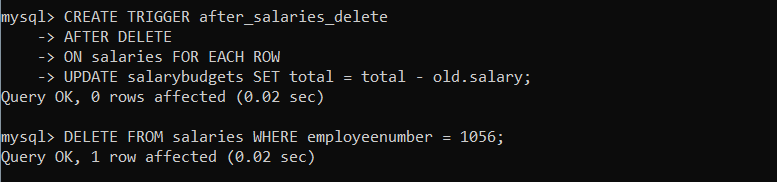 mysql> CREATE TRIGGER after_salaries_delete
    -> AFTER DELETE
    -> ON salaries FOR EACH ROW
    -> UPDATE salarybudgets SET total = total - old.salary;
Query OK, 0 rows affected (0.02 sec)
mysql> DELETE FROM salaries WHERE employeenumber = 1056;
Query OK, 1 row affected (0.02 sec)